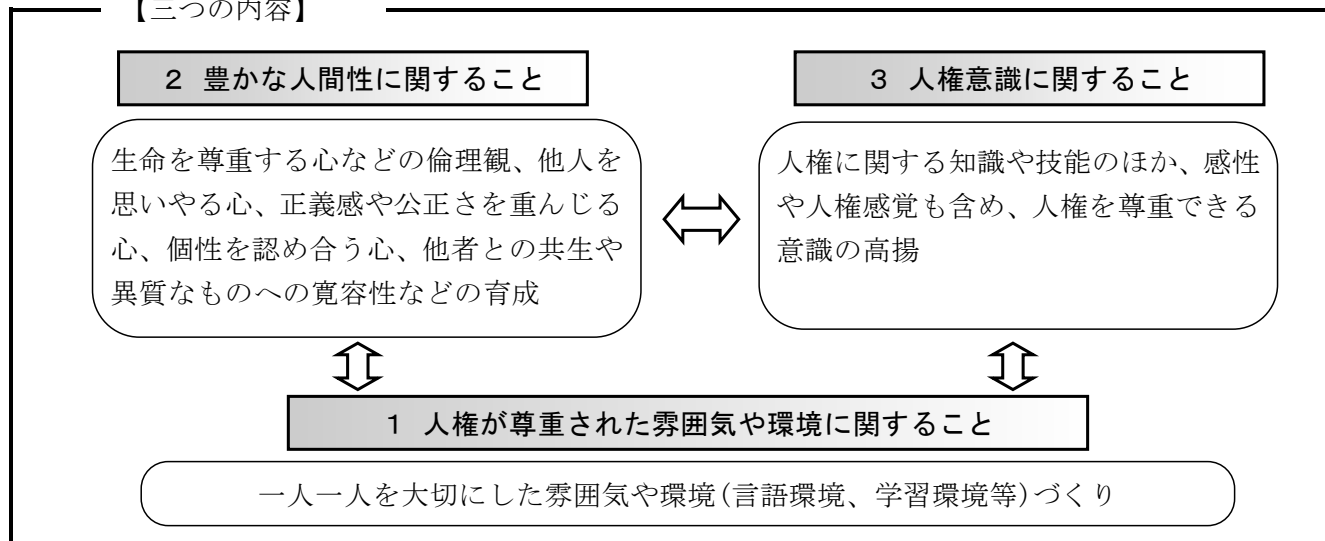 【三つの内容】
2 豊かな人間性に関すること
生命を尊重する心などの倫理観、他人を
思いやる心、正義感や公正さを重んじる
心、個性を認め合う心、他者との共生や
異質なものへの寛容性などの育成
3 人権意識に関すること
人権に関する知識や技能のほか、感性
や人権感覚も含め、人権を尊重できる
意識の高揚
1 人権が尊重された雰囲気や環境に関すること
一人一人を大切にした雰囲気や環境(言語環境、学習環境等)づくり